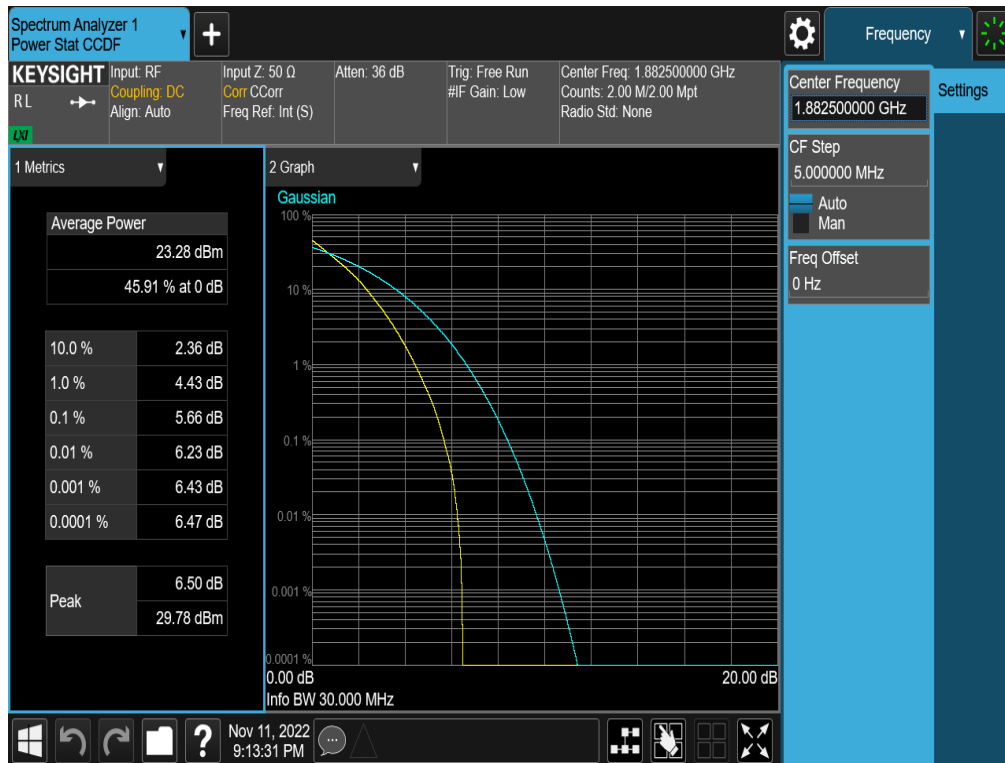 Spectrum Analyzer 1
Power Stat CCDF
+
Frequency
KEYSIGHT
RL
LXI
Input: RF
Coupling: DC
Align: Auto
Input Z: 50 Ω
Corr CCorr
Freq Ref: Int (S)
Atten: 36 dB
Trig: Free Run
#IF Gain: Low
Center Freq: 1.882500000 GHz
Counts: 2.00 M/2.00 Mpt
Radio Std: None
Center Frequency
1.882500000 GHz
Settings
CF Step
5.000000 MHz
Auto
Man
Freq Offset
0 Hz
1 Metrics
Average Power
23.28 dBm
45.91 % at 0 dB
10.0 % 2.36 dB
1.0 % 4.43 dB
0.1 % 5.66 dB
0.01 % 6.23 dB
0.001 % 6.43 dB
0.0001 % 6.47 dB
Peak
6.50 dB
29.78 dBm
2 Graph
Gaussian
100 %
10 %
1 %
0.1 %
0.01 %
0.001 %
0.0001 %
0.00 dB 20.00 dB
Info BW 30.000 MHz
?
Nov 11, 2022
9:13:31 PM